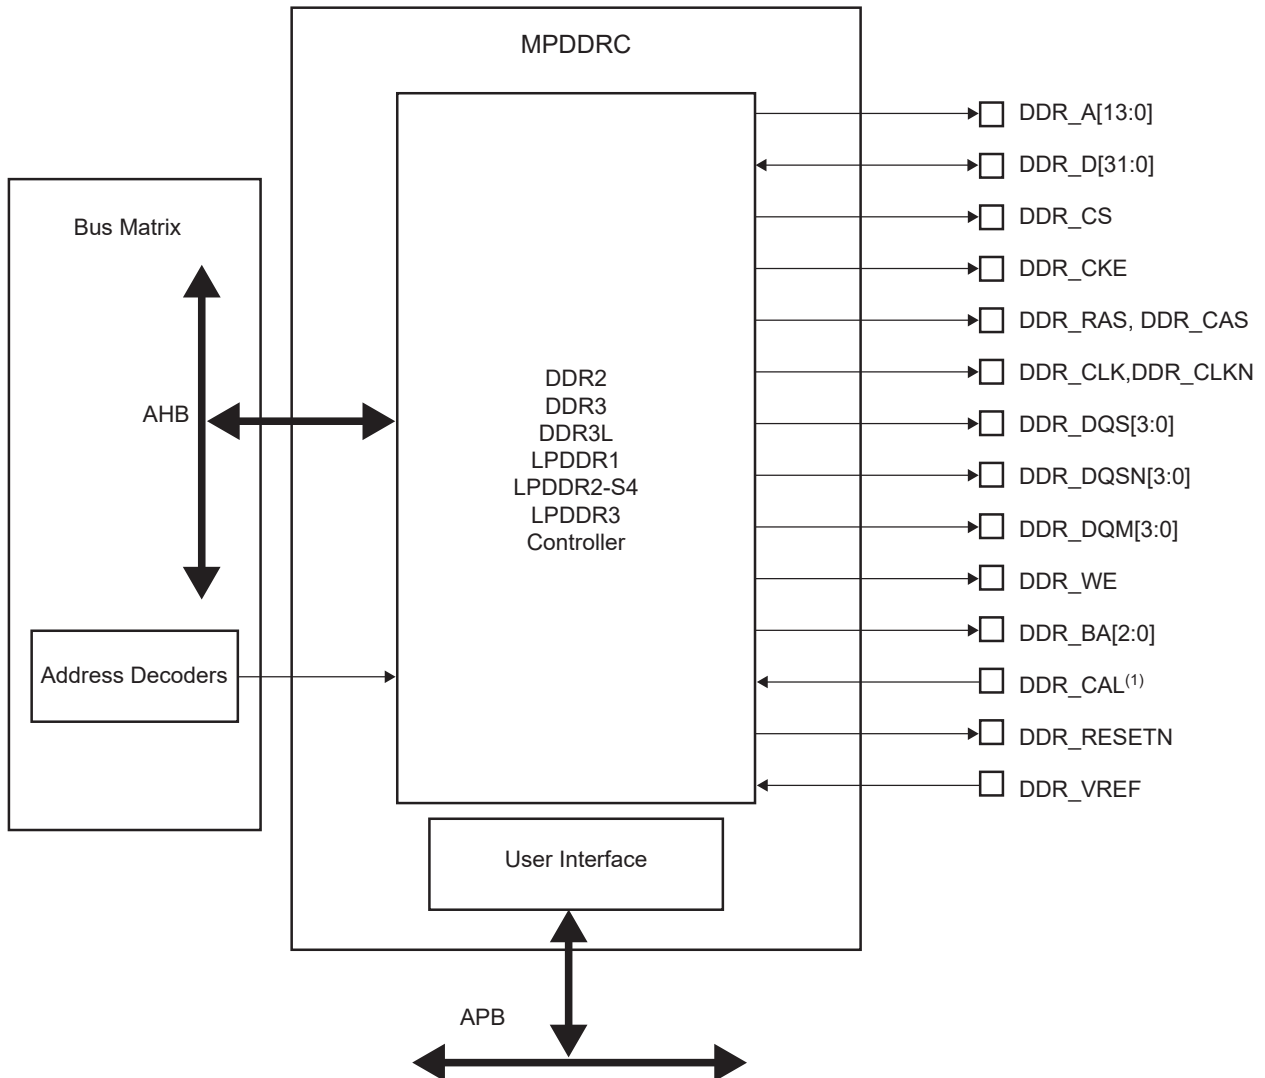 MPDDRC
DDR_A[13:0]
DDR_D[31:0]
DDR_CS
DDR_CKE
DDR_RAS, DDR_CAS
DDR_CLK,DDR_CLKN
DDR_DQS[3:0]
DDR_DQSN[3:0]
DDR_DQM[3:0]
DDR_WE
DDR_BA[2:0]
DDR_CAL(1)
DDR_RESETN
DDR_VREF
Bus Matrix
AHB
Address Decoders
DDR2
DDR3
DDR3L
LPDDR1
LPDDR2-S4
LPDDR3
Controller
User Interface
APB